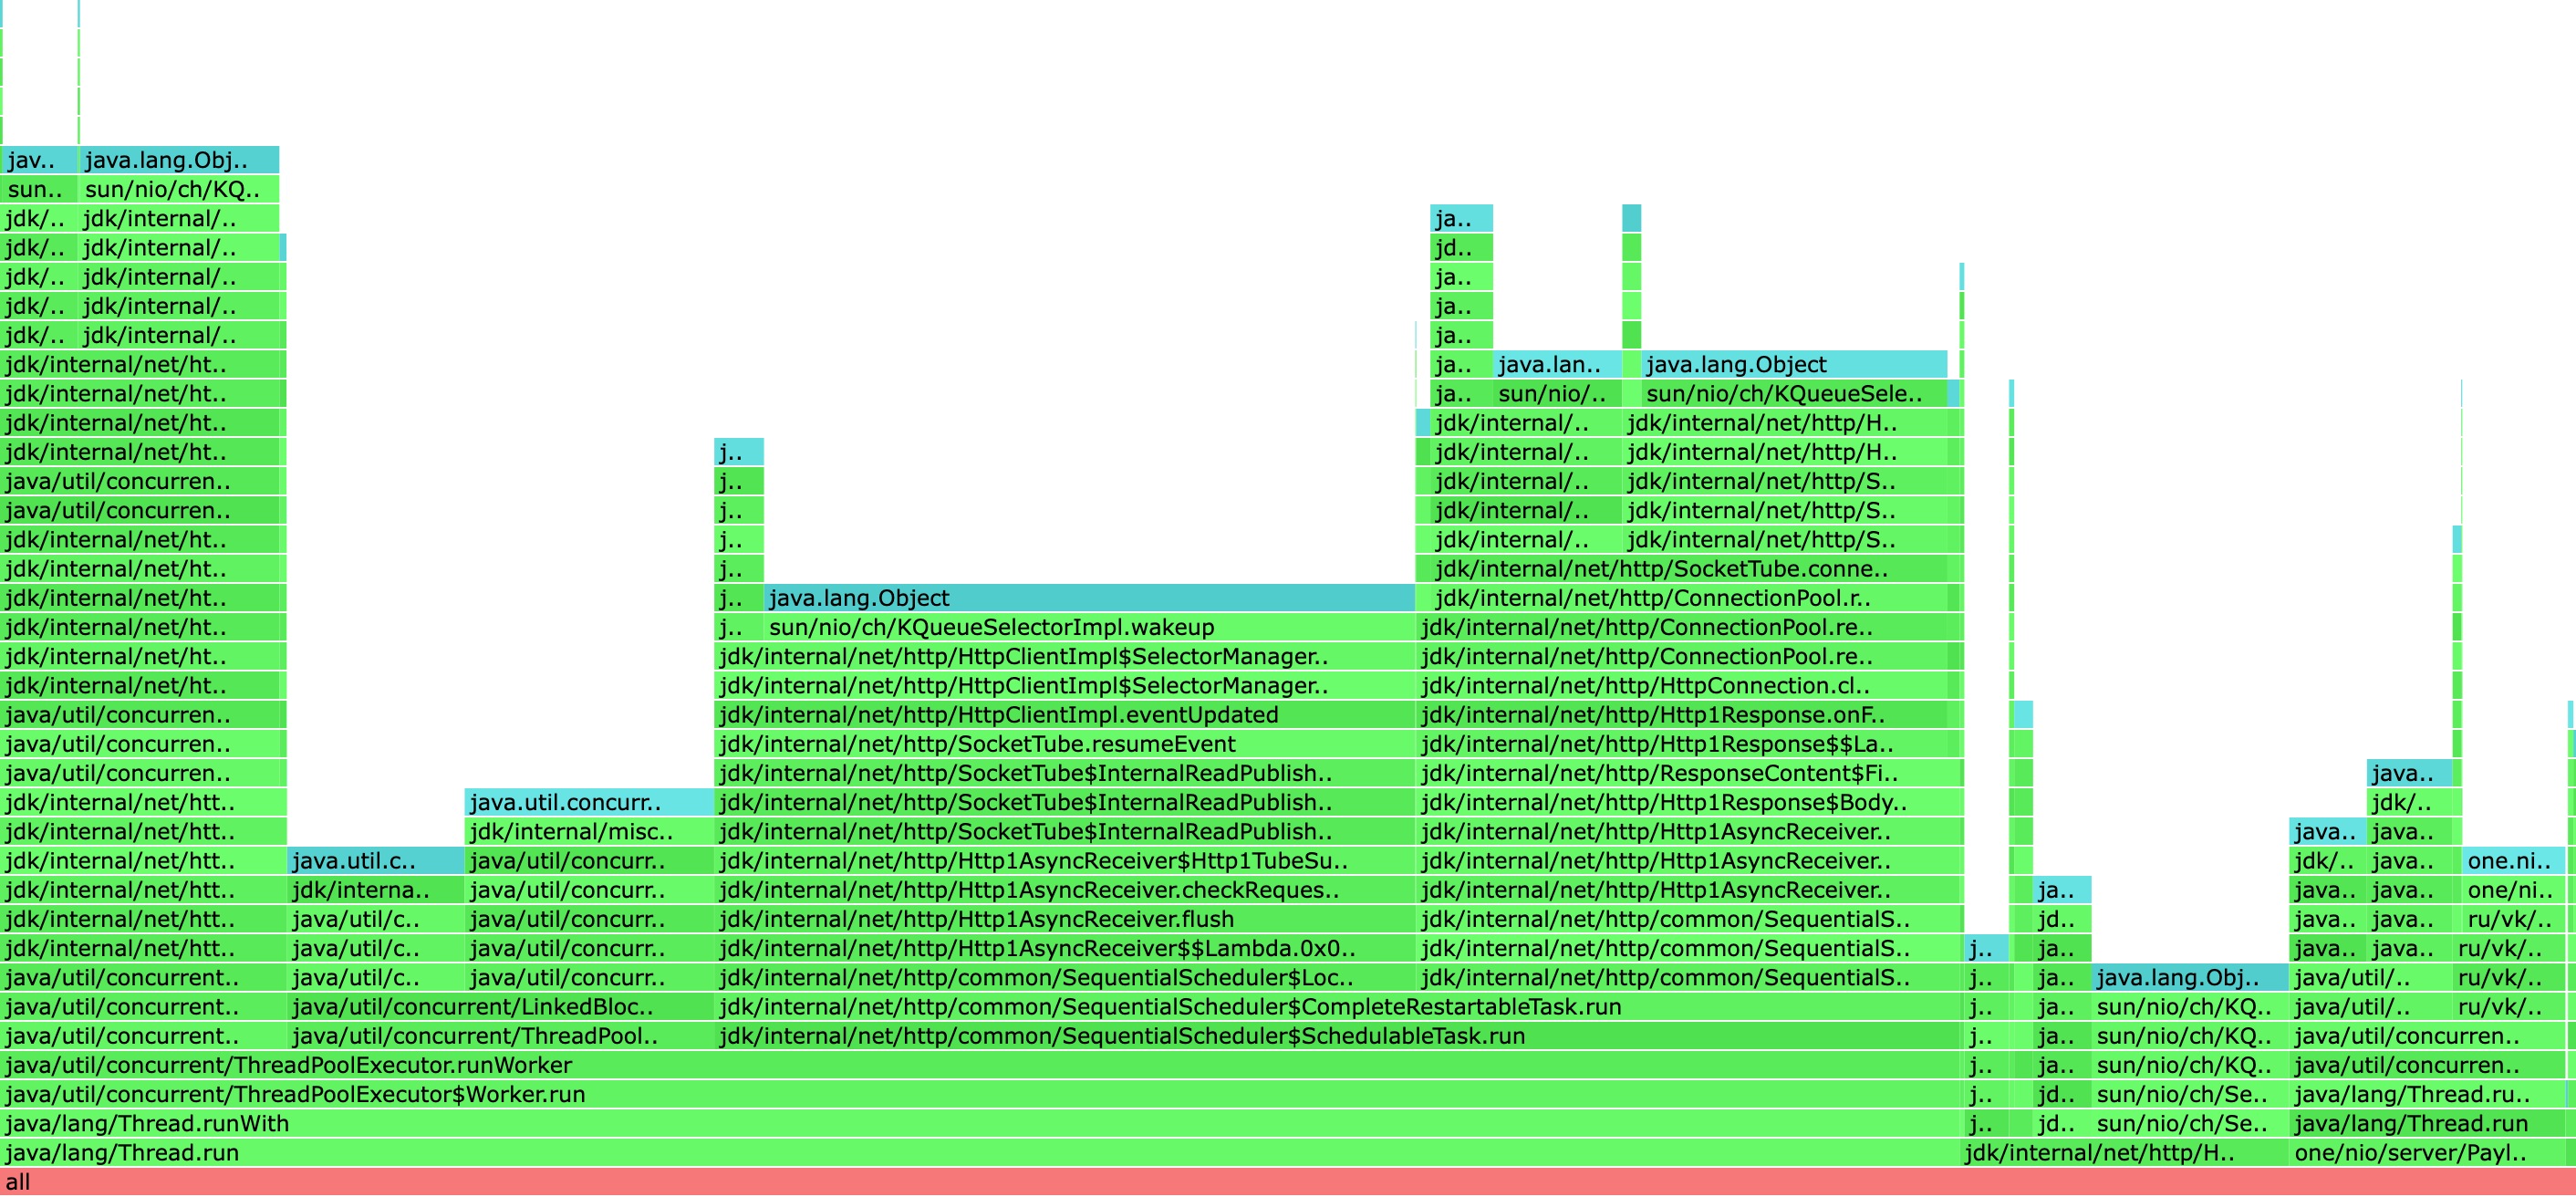 jav.. java.lang.Obj..
sun.. sun/nio/ch/KQ..
jdk/.. jdk/internal/.. ja..
jdk/.. jdk/internal/.. jd..
jdk/.. jdk/internal/.. ja..
jdk/.. jdk/internal/.. ja..
jdk/.. jdk/internal/.. ja..
jdk/internal/net/ht.. ja.. java.lan.. java.lang.Object
jdk/internal/net/ht.. ja.. sun/nio/.. sun/nio/ch/KQueueSele..
jdk/internal/net/ht.. jdk/internal/.. jdk/internal/net/http/H..
jdk/internal/net/ht.. j.. jdk/internal/.. jdk/internal/net/http/H..
java/util/concurren.. j.. jdk/internal/.. jdk/internal/net/http/S..
java/util/concurren.. j.. jdk/internal/.. jdk/internal/net/http/S..
jdk/internal/net/ht.. j.. jdk/internal/.. jdk/internal/net/http/S..
jdk/internal/net/ht.. j.. jdk/internal/net/http/SocketTube.conne..
jdk/internal/net/ht.. j.. java.lang.Object jdk/internal/net/http/ConnectionPool.r..
jdk/internal/net/ht.. j.. sun/nio/ch/KQueueSelectorImpl.wakeup jdk/internal/net/http/ConnectionPool.re..
jdk/internal/net/ht.. jdk/internal/net/http/HttpClientImpl$SelectorManager.. jdk/internal/net/http/ConnectionPool.re..
jdk/internal/net/ht.. jdk/internal/net/http/HttpClientImpl$SelectorManager.. jdk/internal/net/http/HttpConnection.cl..
java/util/concurren.. jdk/internal/net/http/HttpClientImpl.eventUpdated jdk/internal/net/http/Http1Response.onF..
java/util/concurren.. jdk/internal/net/http/SocketTube.resumeEvent jdk/internal/net/http/Http1Response$$La..
java/util/concurren.. jdk/internal/net/http/SocketTube$InternalReadPublish.. jdk/internal/net/http/ResponseContent$Fi.. java..
jdk/internal/net/htt.. java.util.concurr.. jdk/internal/net/http/SocketTube$InternalReadPublish.. jdk/internal/net/http/Http1Response$Body.. jdk/..
jdk/internal/net/htt.. jdk/internal/misc.. jdk/internal/net/http/SocketTube$InternalReadPublish.. jdk/internal/net/http/Http1AsyncReceiver.. java.. java..
jdk/internal/net/htt.. java.util.c.. java/util/concurr.. jdk/internal/net/http/Http1AsyncReceiver$Http1TubeSu.. jdk/internal/net/http/Http1AsyncReceiver.. jdk/.. java.. one.ni..
jdk/internal/net/htt.. jdk/interna.. java/util/concurr.. jdk/internal/net/http/Http1AsyncReceiver.checkReques.. jdk/internal/net/http/Http1AsyncReceiver.. ja.. java.. java.. one/ni..
jdk/internal/net/htt.. java/util/c.. java/util/concurr.. jdk/internal/net/http/Http1AsyncReceiver.flush jdk/internal/net/http/common/SequentialS.. jd.. java.. java.. ru/vk/..
jdk/internal/net/htt.. java/util/c.. java/util/concurr.. jdk/internal/net/http/Http1AsyncReceiver$$Lambda.0x0.. jdk/internal/net/http/common/SequentialS.. j.. ja.. java.. java.. ru/vk/..
java/util/concurrent.. java/util/c.. java/util/concurr.. jdk/internal/net/http/common/SequentialScheduler$Loc.. jdk/internal/net/http/common/SequentialS.. j.. ja.. java.lang.Obj.. java/util/.. ru/vk/..
java/util/concurrent.. java/util/concurrent/LinkedBloc.. jdk/internal/net/http/common/SequentialScheduler$CompleteRestartableTask.run j.. ja.. sun/nio/ch/KQ.. java/util/.. ru/vk/..
java/util/concurrent.. java/util/concurrent/ThreadPool.. jdk/internal/net/http/common/SequentialScheduler$SchedulableTask.run j.. ja.. sun/nio/ch/KQ.. java/util/concurren..
java/util/concurrent/ThreadPoolExecutor.runWorker j.. ja.. sun/nio/ch/KQ.. java/util/concurren..
java/util/concurrent/ThreadPoolExecutor$Worker.run j.. jd.. sun/nio/ch/Se.. java/lang/Thread.ru..
java/lang/Thread.runWith j.. jd.. sun/nio/ch/Se.. java/lang/Thread.run
java/lang/Thread.run jdk/internal/net/http/H.. one/nio/server/Payl..
all